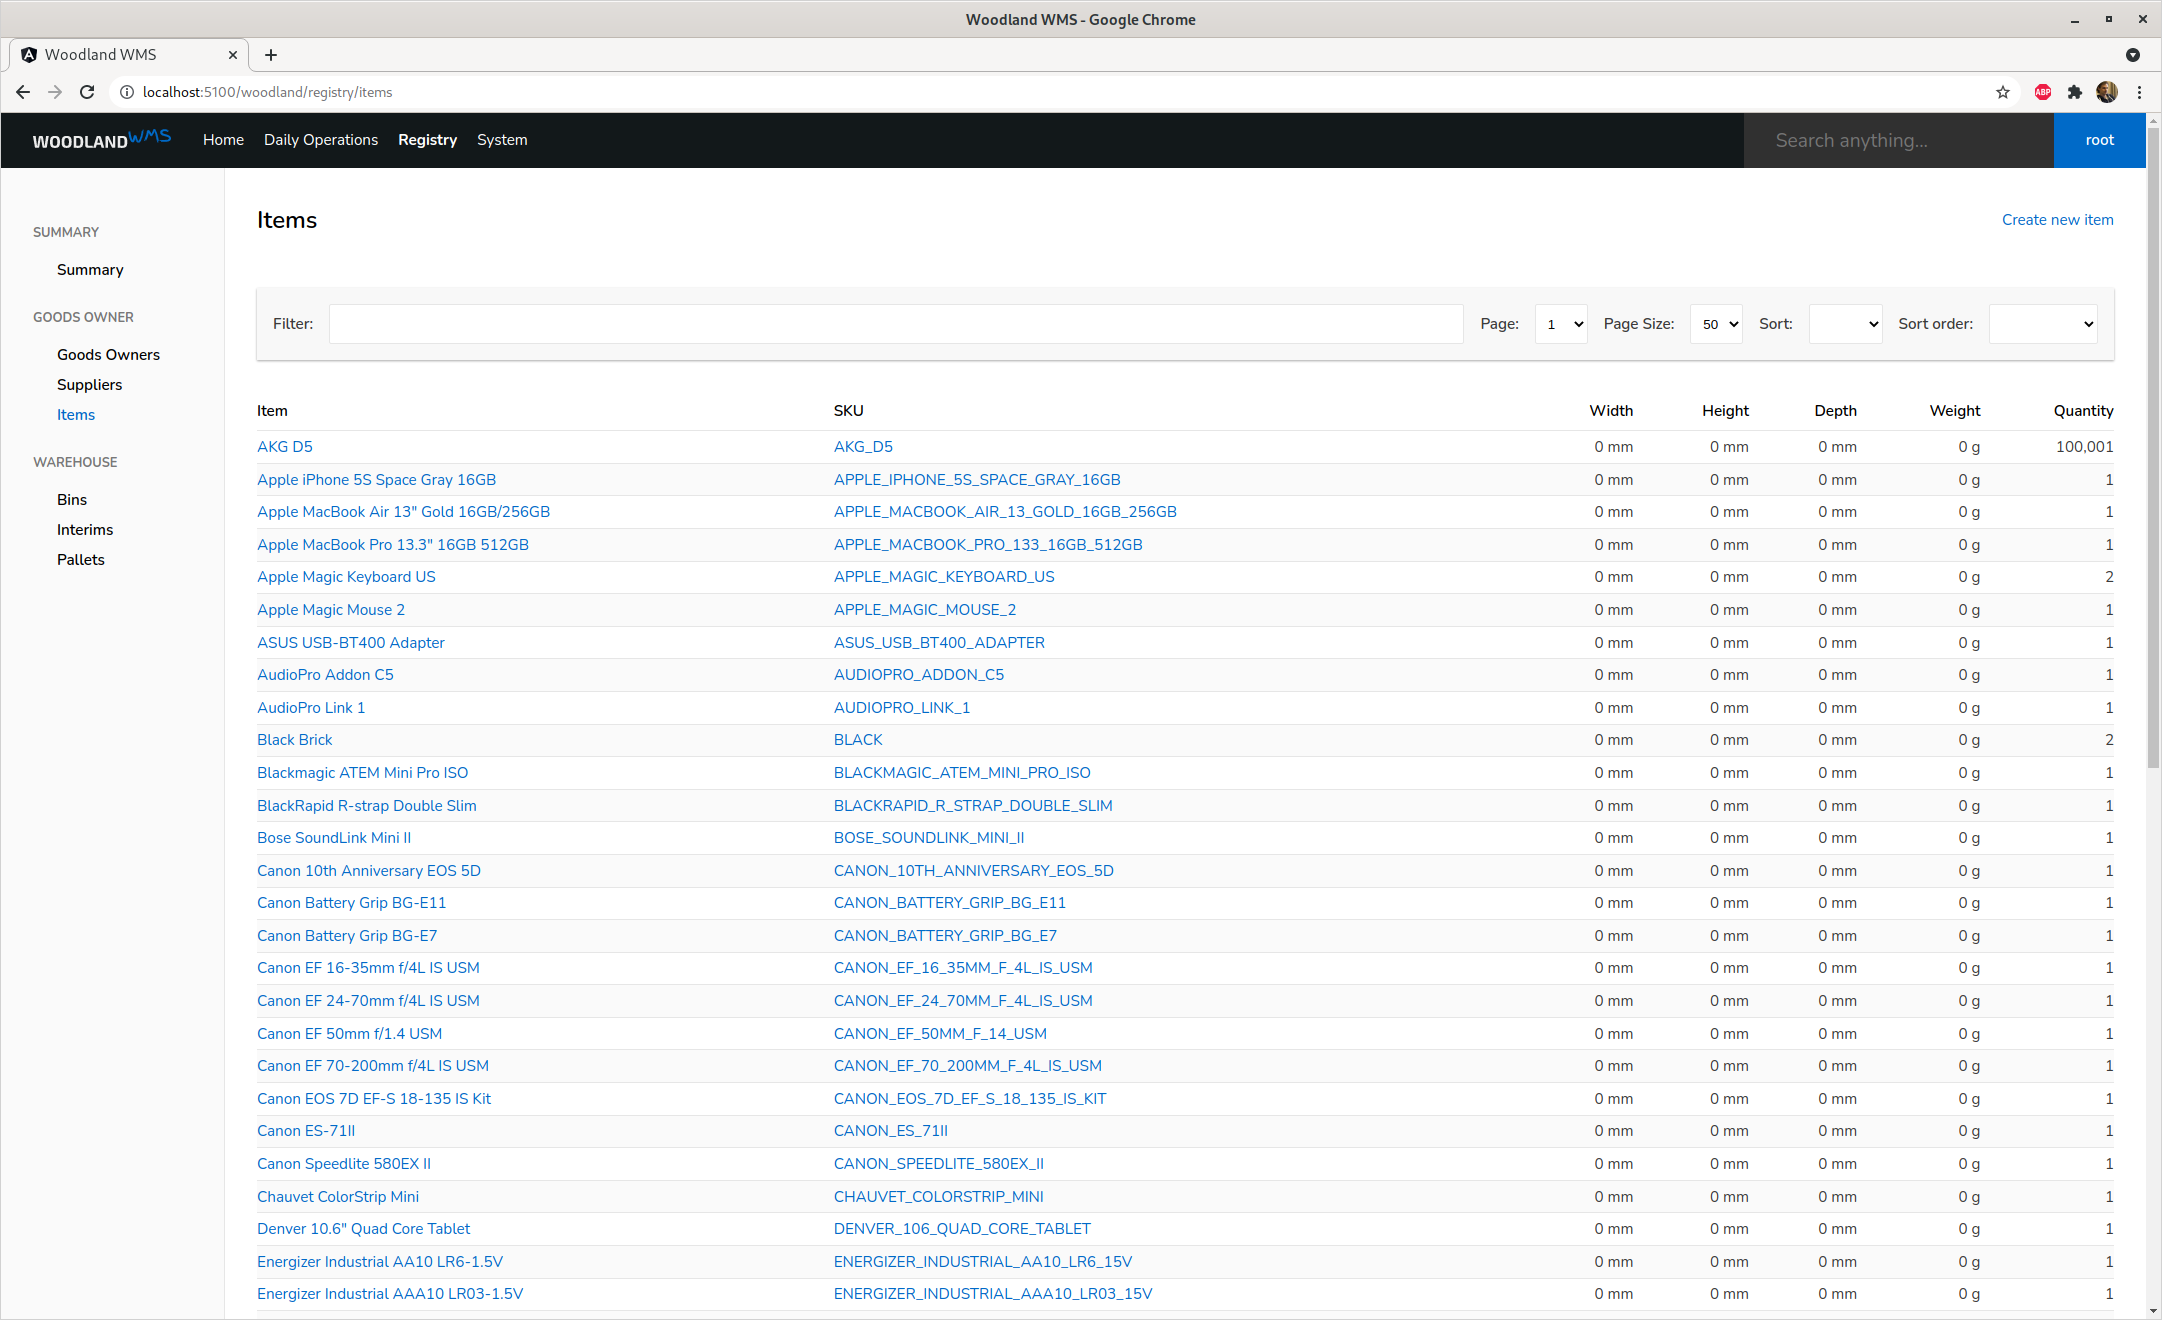 Woodland WMS - Google Chrome
Woodland WMS
localhost:5100/woodland/registry/items
ABP
WOODLAND WMS Home Daily Operations Registry System Search anything... root
Items Create new item
SUMMARY
Summary
GOODS OWNER
Goods Owners
Suppliers
Items
WAREHOUSE
Bins
Interims
Pallets
Filter: Page: 1 Page Size: 50 Sort: Sort order:
Item SKU Width Height Depth Weight Quantity
AKG D5 AKG_D5 0 mm 0 mm 0 mm 0 g 100,001
Apple iPhone 5S Space Gray 16GB APPLE_IPHONE_5S_SPACE_GRAY_16GB 0 mm 0 mm 0 mm 0 g 1
Apple MacBook Air 13" Gold 16GB/256GB APPLE_MACBOOK_AIR_13_GOLD_16GB_256GB 0 mm 0 mm 0 mm 0 g 1
Apple MacBook Pro 13.3" 16GB 512GB APPLE_MACBOOK_PRO_133_16GB_512GB 0 mm 0 mm 0 mm 0 g 1
Apple Magic Keyboard US APPLE_MAGIC_KEYBOARD_US 0 mm 0 mm 0 mm 0 g 2
Apple Magic Mouse 2 APPLE_MAGIC_MOUSE_2 0 mm 0 mm 0 mm 0 g 1
ASUS USB-BT400 Adapter ASUS_USB_BT400_ADAPTER 0 mm 0 mm 0 mm 0 g 1
AudioPro Addon C5 AUDIOPRO_ADDON_C5 0 mm 0 mm 0 mm 0 g 1
AudioPro Link 1 AUDIOPRO_LINK_1 0 mm 0 mm 0 mm 0 g 1
Black Brick BLACK 0 mm 0 mm 0 mm 0 g 2
Blackmagic ATEM Mini Pro ISO BLACKMAGIC_ATEM_MINI_PRO_ISO 0 mm 0 mm 0 mm 0 g 1
BlackRapid R-strap Double Slim BLACKRAPID_R_STRAP_DOUBLE_SLIM 0 mm 0 mm 0 mm 0 g 1
Bose SoundLink Mini II BOSE_SOUNDLINK_MINI_II 0 mm 0 mm 0 mm 0 g 1
Canon 10th Anniversary EOS 5D CANON_10TH_ANNIVERSARY_EOS_5D 0 mm 0 mm 0 mm 0 g 1
Canon Battery Grip BG-E11 CANON_BATTERY_GRIP_BG_E11 0 mm 0 mm 0 mm 0 g 1
Canon Battery Grip BG-E7 CANON_BATTERY_GRIP_BG_E7 0 mm 0 mm 0 mm 0 g 1
Canon EF 16-35mm f/4L IS USM CANON_EF_16_35MM_F_4L_IS_USM 0 mm 0 mm 0 mm 0 g 1
Canon EF 24-70mm f/4L IS USM CANON_EF_24_70MM_F_4L_IS_USM 0 mm 0 mm 0 mm 0 g 1
Canon EF 50mm f/1.4 USM CANON_EF_50MM_F_14_USM 0 mm 0 mm 0 mm 0 g 1
Canon EF 70-200mm f/4L IS USM CANON_EF_70_200MM_F_4L_IS_USM 0 mm 0 mm 0 mm 0 g 1
Canon EOS 7D EF-S 18-135 IS Kit CANON_EOS_7D_EF_S_18_135_IS_KIT 0 mm 0 mm 0 mm 0 g 1
Canon ES-71II CANON_ES_71II 0 mm 0 mm 0 mm 0 g 1
Canon Speedlite 580EX II CANON_SPEEDLITE_580EX_II 0 mm 0 mm 0 mm 0 g 1
Chauvet ColorStrip Mini CHAUVET_COLORSTRIP_MINI 0 mm 0 mm 0 mm 0 g 1
Denver 10.6" Quad Core Tablet DENVER_106_QUAD_CORE_TABLET 0 mm 0 mm 0 mm 0 g 1
Energizer Industrial AA10 LR6-1.5V ENERGIZER_INDUSTRIAL_AA10_LR6_15V 0 mm 0 mm 0 mm 0 g 1
Energizer Industrial AAA10 LR03-1.5V ENERGIZER_INDUSTRIAL_AAA10_LR03_15V 0 mm 0 mm 0 mm 0 g 1